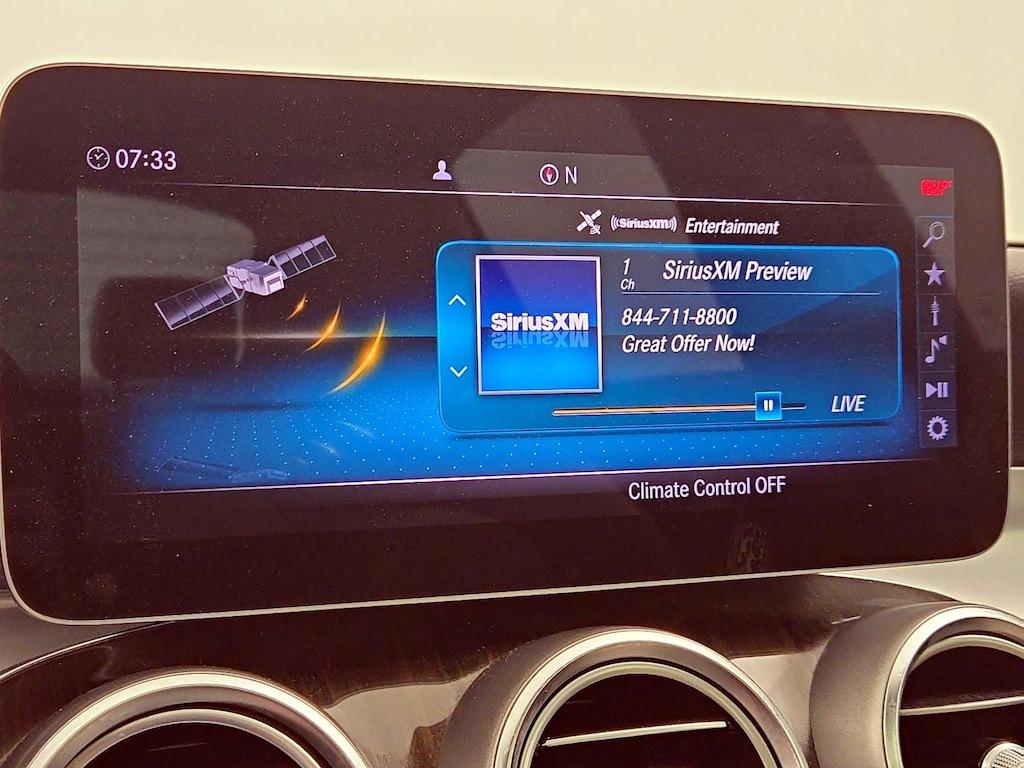 07:33
N
SiriusXM Entertainment
1 SiriusXM Preview
Ch
SiriusXM
844-711-8800
Great Offer Now!
LIVE
Climate Control OFF